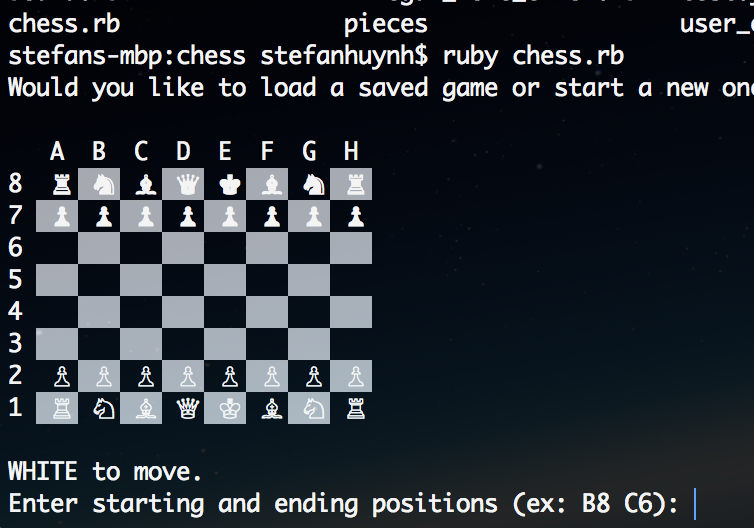 chess.rb pieces
stefans-mbp:chess stefanhuynh$ ruby chess.rb
Would you like to load a saved game or start a new
A B C D E F G H
8 ♜ ♞ ♝ ♛ ♚ ♝ ♞ ♜
7 ♟ ♟ ♟ ♟ ♟ ♟ ♟ ♟
6
5
4
3
2 ♙ ♙ ♙ ♙ ♙ ♙ ♙ ♙
1 ♖ ♘ ♗ ♕ ♔ ♗ ♘ ♖
WHITE to move.
Enter starting and ending positions (ex: B8 C6):